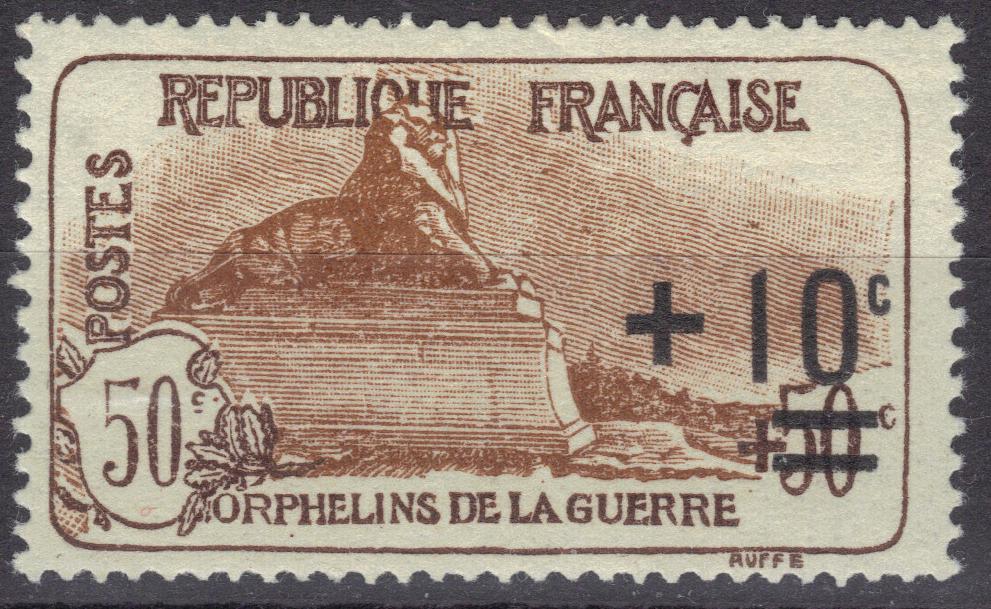 REPUBLIQUE FRANÇAISE
POSTES
+10c
50c
+50c
ORPHELINS DE LA GUERRE
RUFFE